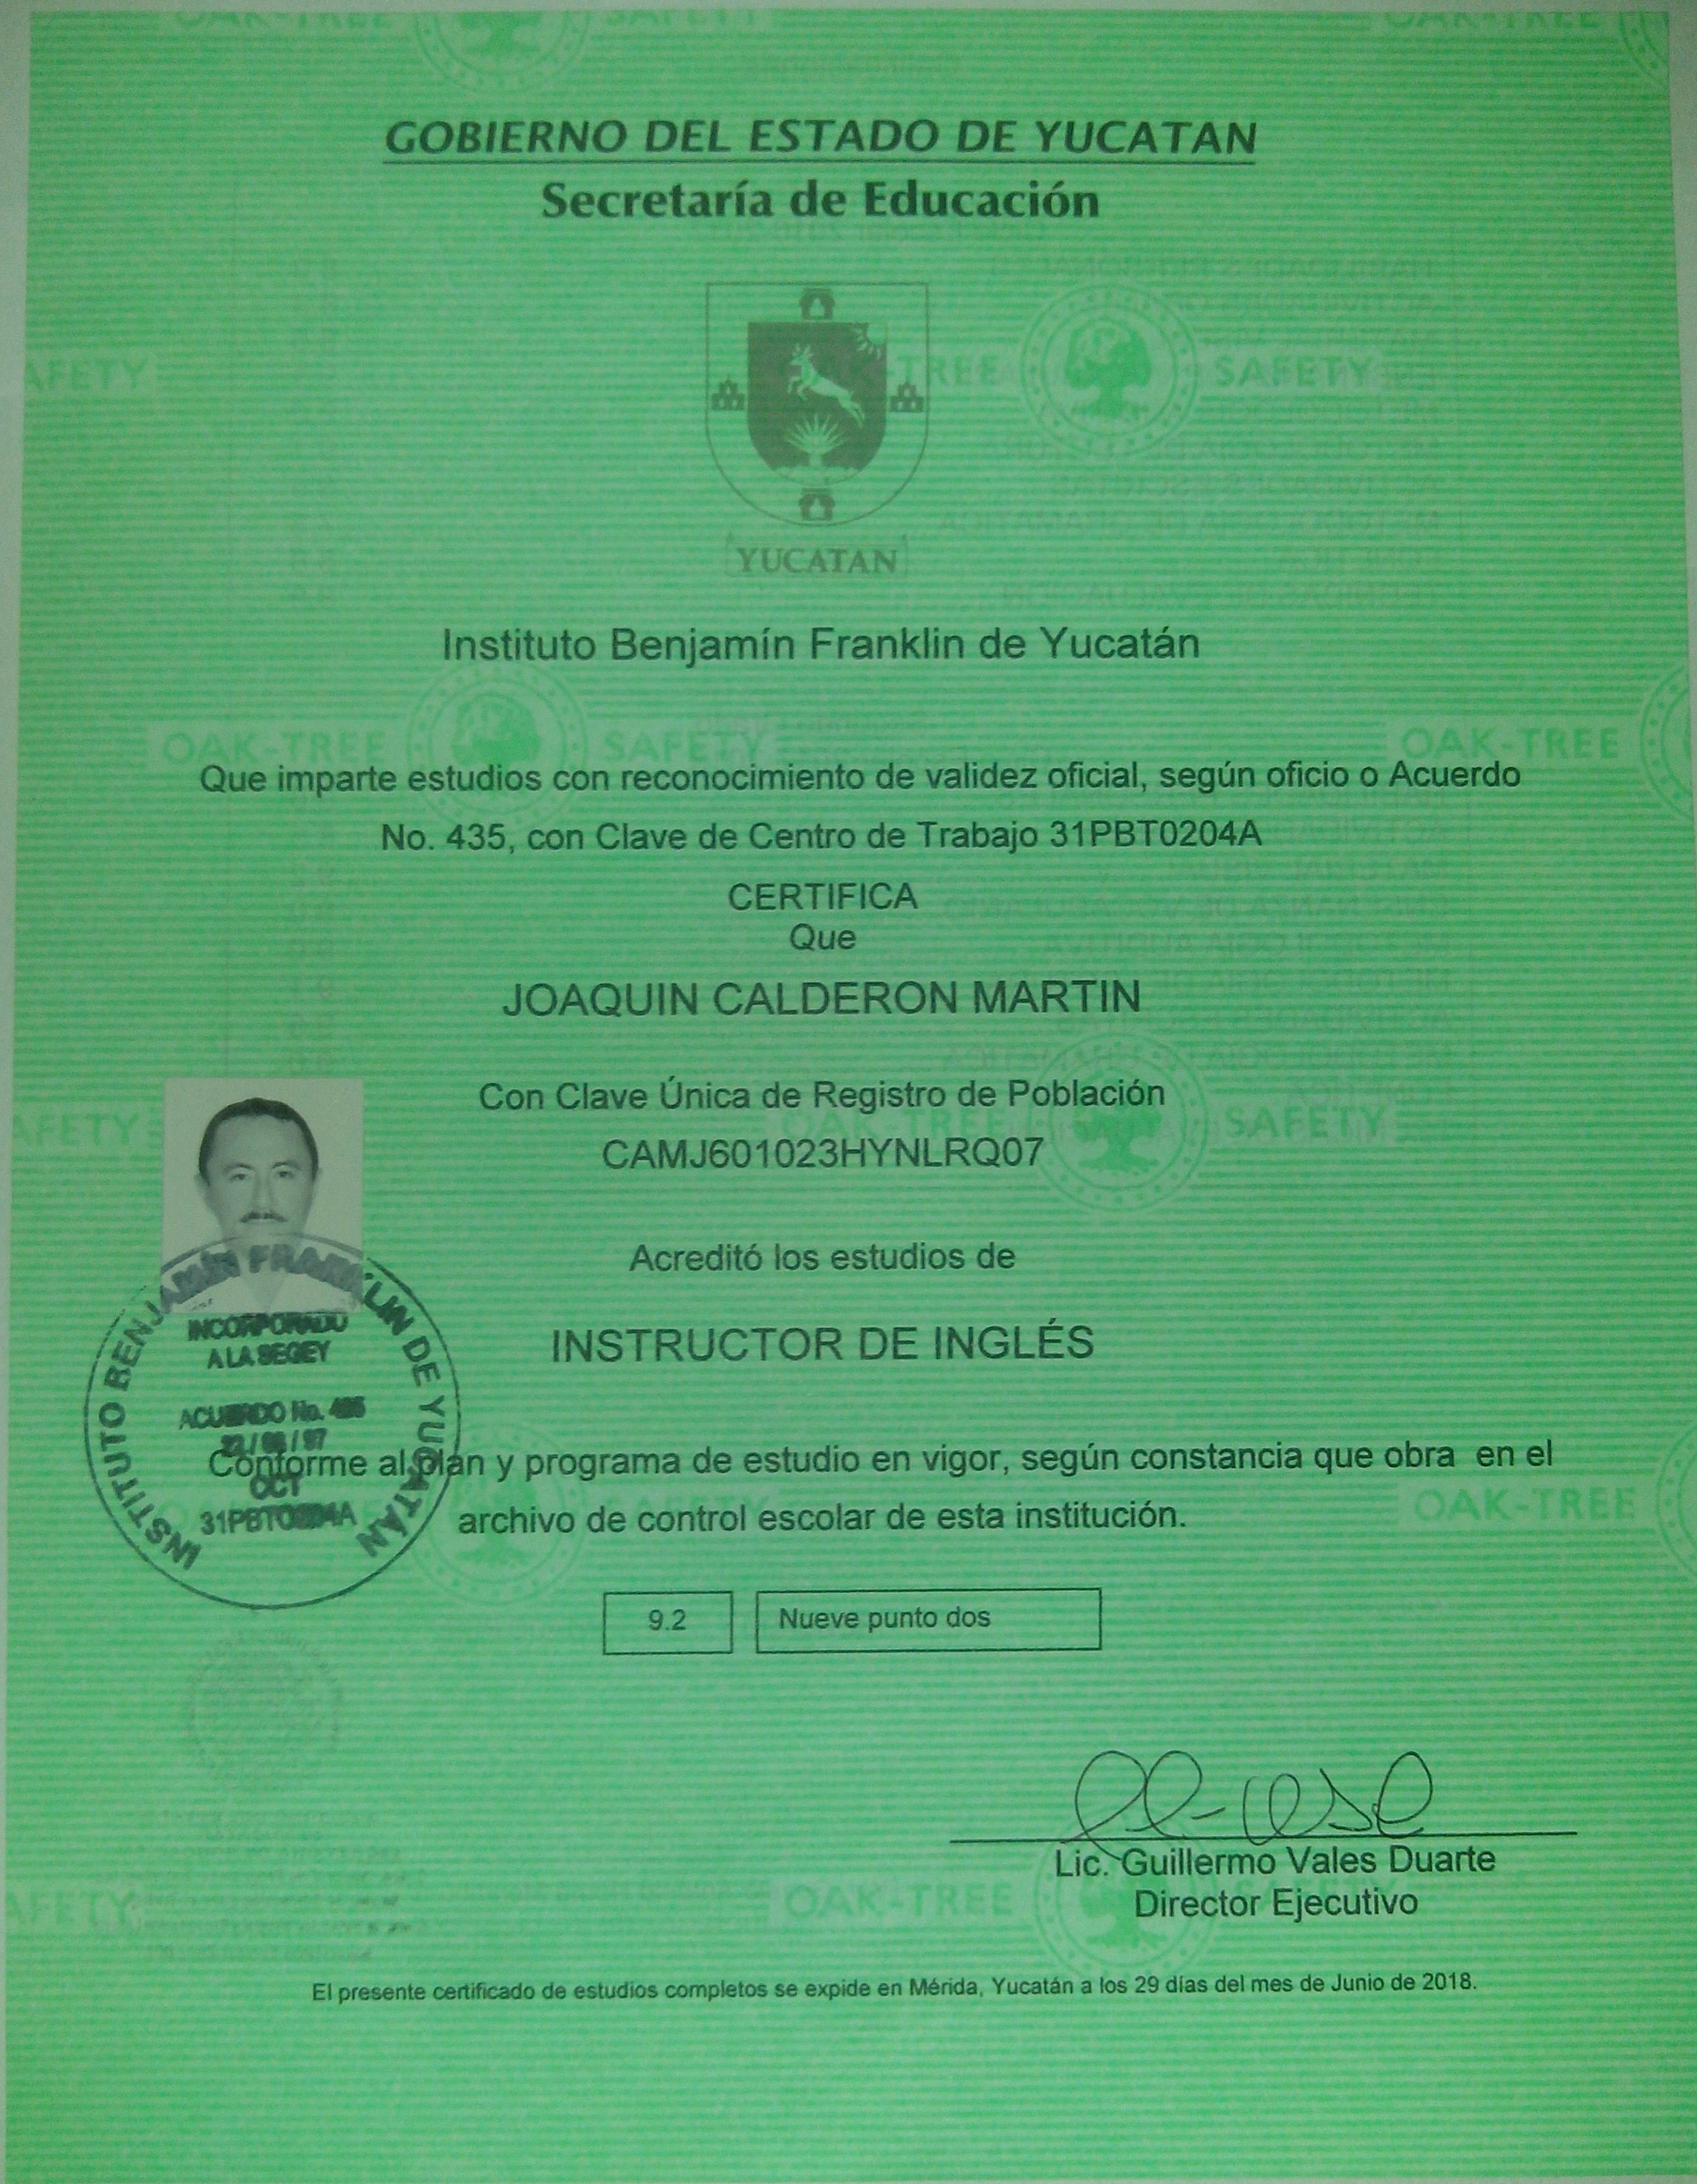 GOBIERNO DEL ESTADO DE YUCATAN
Secretaría de Educación
YUCATAN
Instituto Benjamín Franklin de Yucatán
Que imparte estudios con reconocimiento de validez oficial, según oficio o Acuerdo
No. 435, con Clave de Centro de Trabajo 31PBT0204A
CERTIFICA
Que
JOAQUIN CALDERON MARTIN
Con Clave Única de Registro de Población
CAMJ601023HYNLRQ07
Acreditó los estudios de
INSTRUCTOR DE INGLÉS
INSTITUTO BENJAMÍN FRANKLIN DE YUCATÁN
INCORPORADO
A LA SEGEY
ACUERDO No.
OCT
Conforme al plan y programa de estudio en vigor, según constancia que obra en el
archivo de control escolar de esta institución.
9.2 Nueve punto dos
Lic. Guillermo Vales Duarte
Director Ejecutivo
El presente certificado de estudios completos se expide en Mérida, Yucatán a los 29 días del mes de Junio de 2018.
OAK-TREE SAFETY